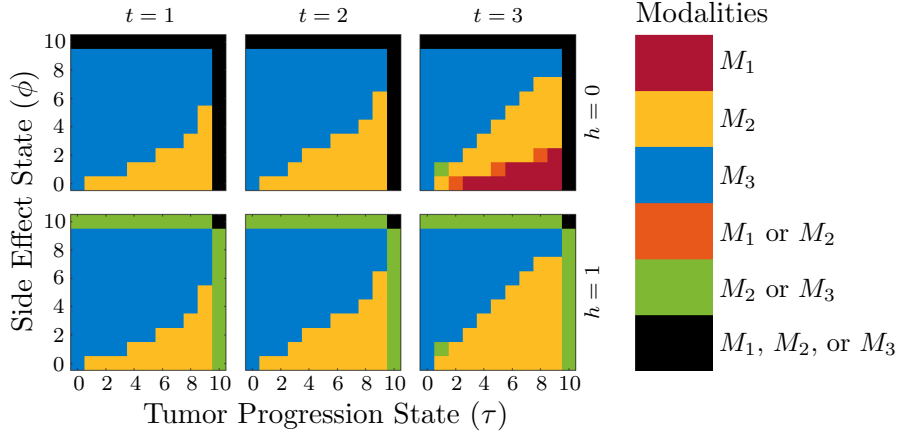 t = 1
t = 2
t = 3
Modalities
10
8
6
4
2
0
h = 0
10
8
6
4
2
0
h = 1
0 2 4 6 8 10
0 2 4 6 8 10
0 2 4 6 8 10
Side Effect State (ϕ)
Tumor Progression State (τ)
M₁
M₂
M₃
M₁ or M₂
M₂ or M₃
M₁, M₂, or M₃